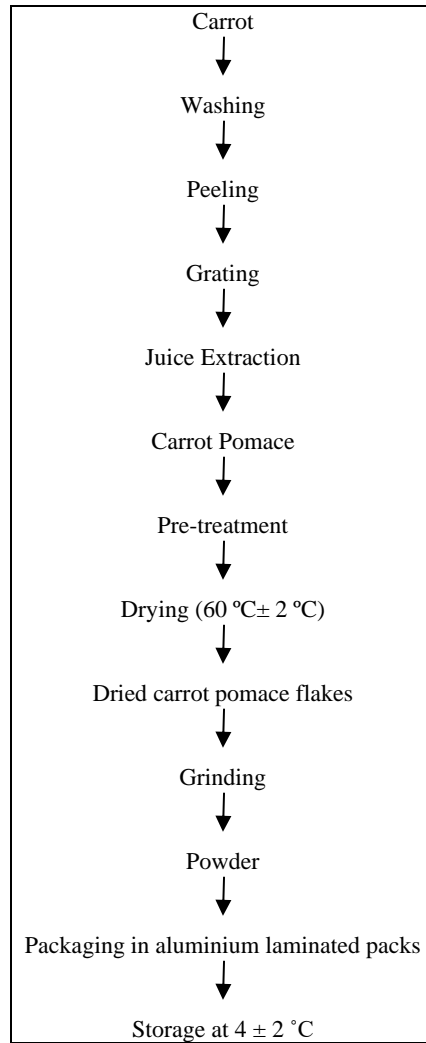 Carrot
Washing
Peeling
Grating
Juice Extraction
Carrot Pomace
Pre-treatment
Drying (60 ºC± 2 ºC)
Dried carrot pomace flakes
Grinding
Powder
Packaging in aluminium laminated packs
Storage at 4 ± 2 ˚C